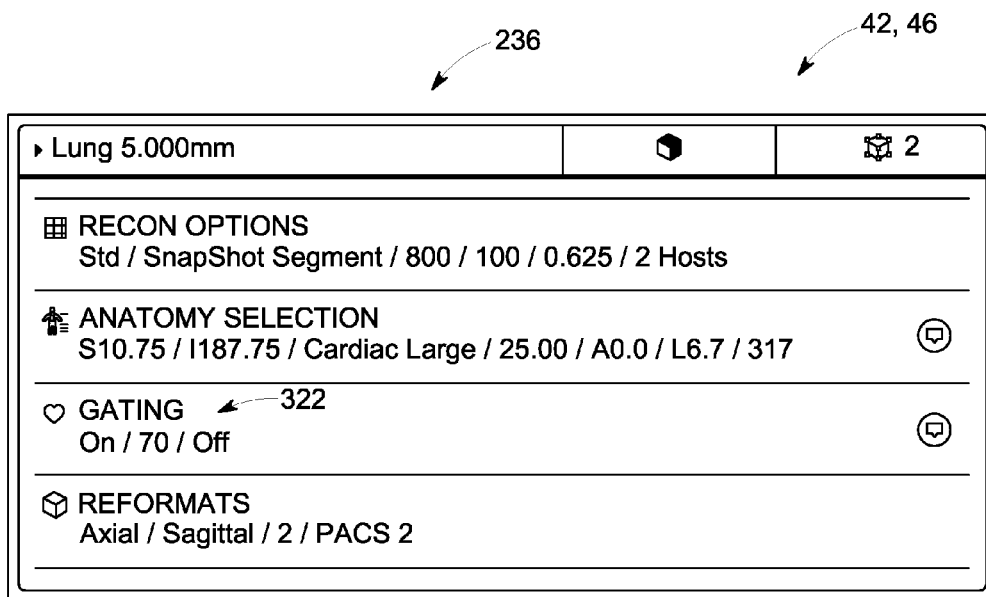 236
42, 46
Lung 5.000mm
2
RECON OPTIONS
Std / SnapShot Segment / 800 / 100 / 0.625 / 2 Hosts
ANATOMY SELECTION
S10.75 / I187.75 / Cardiac Large / 25.00 / A0.0 / L6.7 / 317
GATING
322
On / 70 / Off
REFORMATS
Axial / Sagittal / 2 / PACS 2